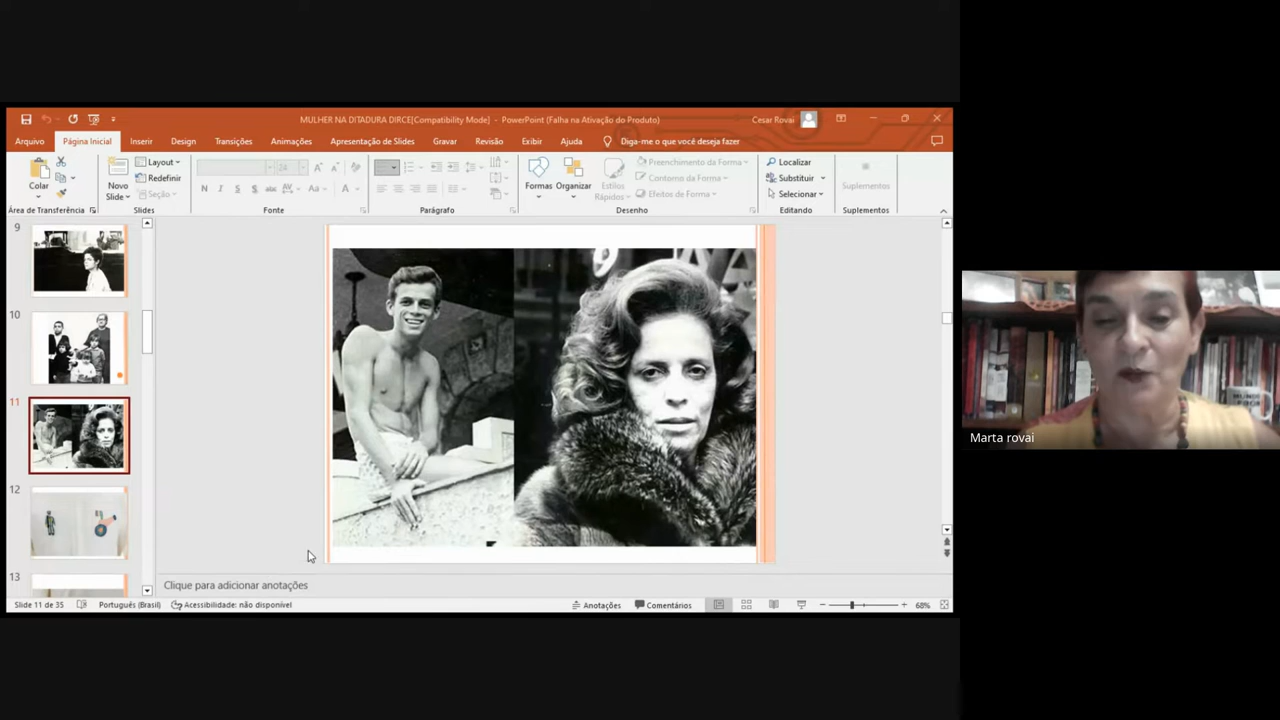 MULHER NA DITADURA DIRCE[Compatibility Mode] - PowerPoint (Falha na Ativação do Produto)
Cesar Rovai
Arquivo Página Inicial Inserir Design Transições Animações Apresentação de Slides Gravar Revisão Exibir Ajuda Diga-me o que você deseja fazer
Colar
Novo
Slide
Layout
Redefinir
Seção
24
N I S S ab AV Aa A
Formas
Organizar
Estilos
Rápidos
Preenchimento da Forma
Contorno da Forma
Efeitos de Forma
Localizar
Substituir
Selecionar
Suplementos
Área de Transferência Slides Fonte Parágrafo Desenho Editando Suplementos
9
10
11
12
13
Clique para adicionar anotações
Slide 11 de 35 Português (Brasil) Acessibilidade: não disponível Anotações Comentários 68%
Marta rovai